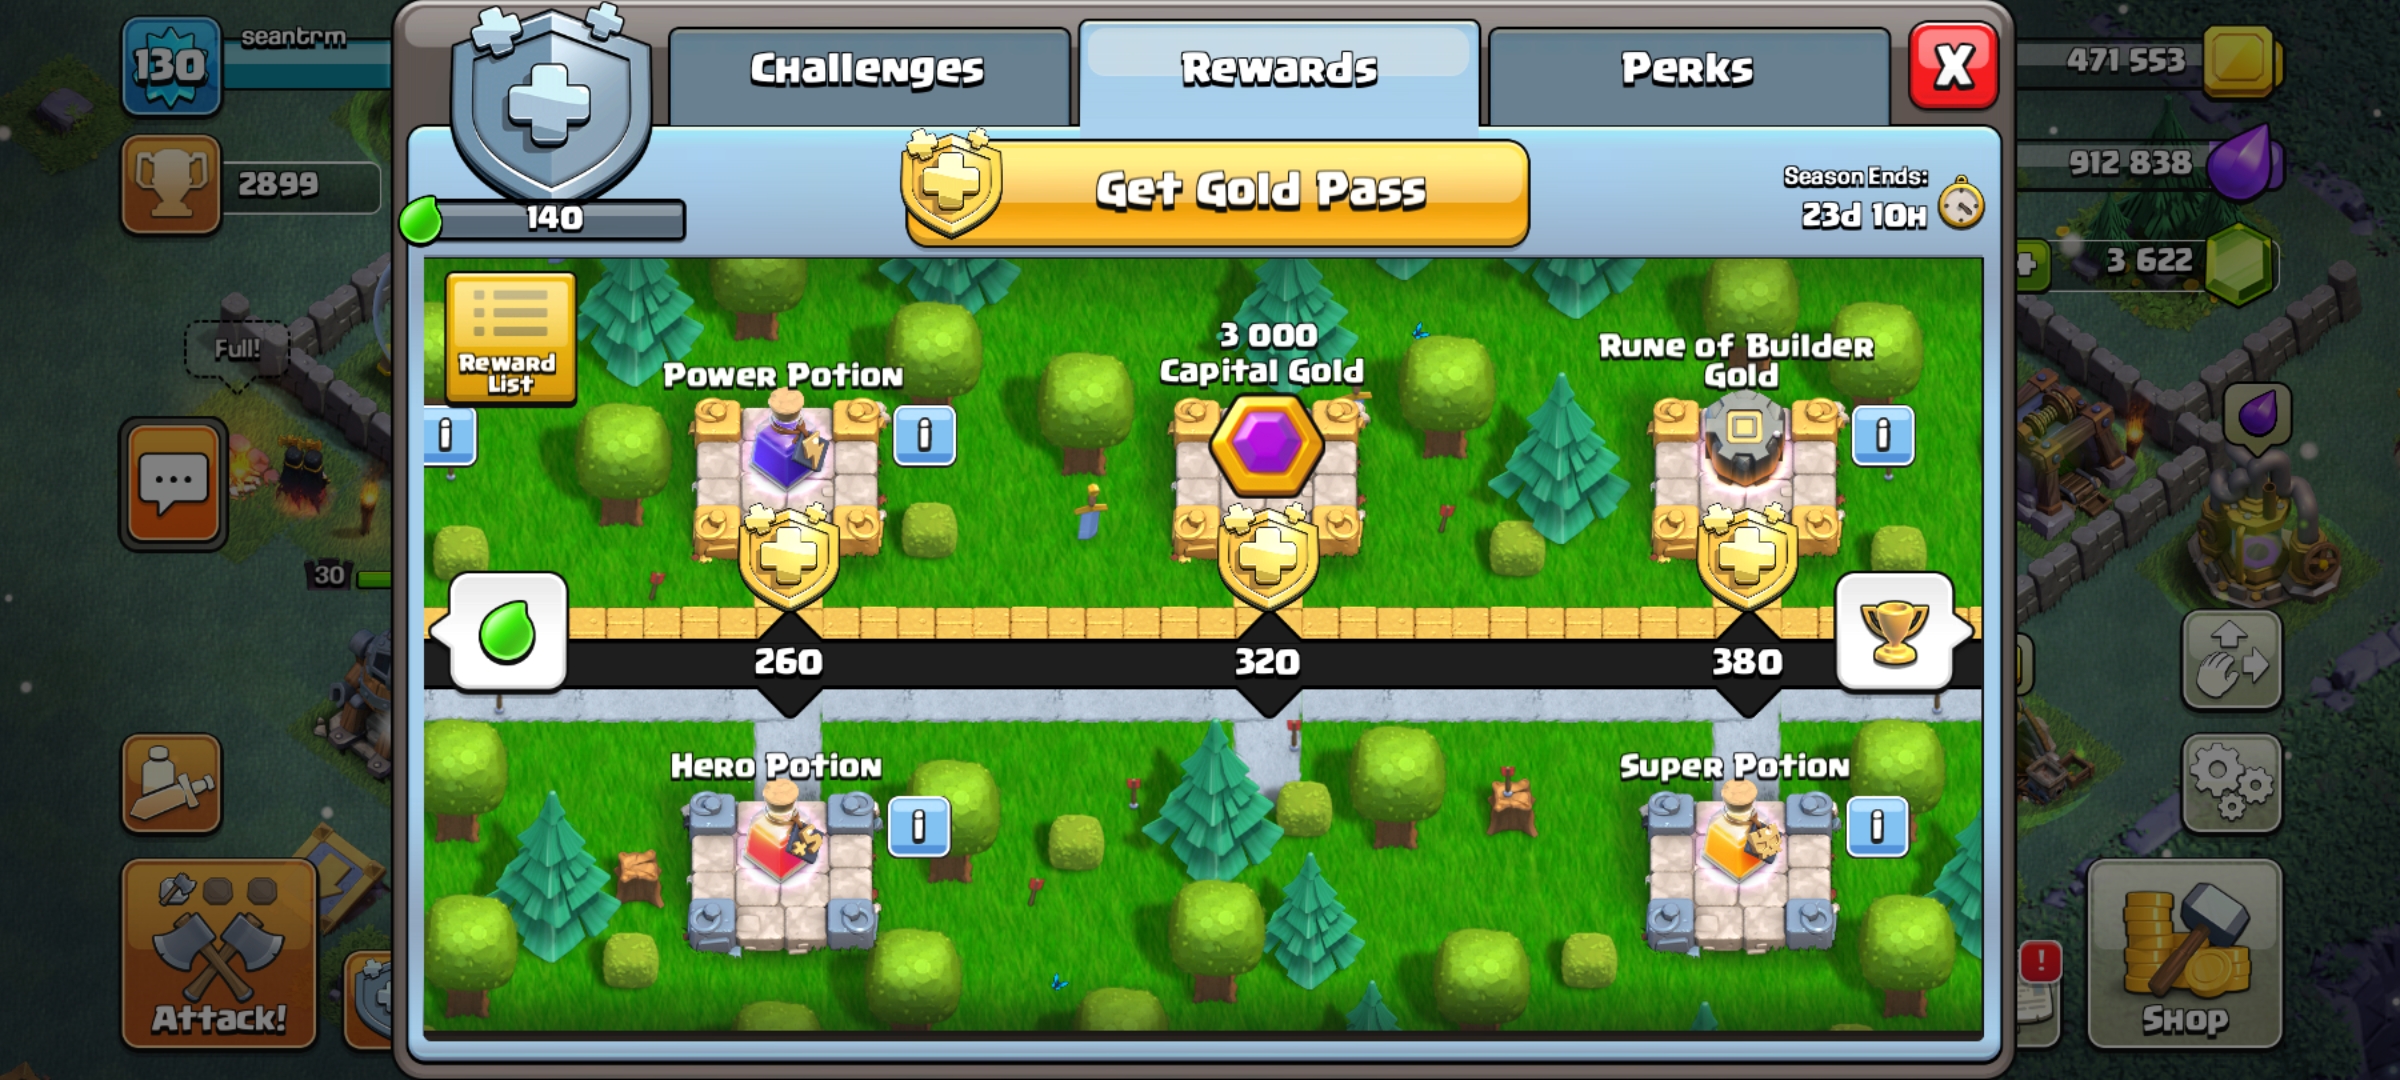 130
seantrm
2899
Challenges
Rewards
Perks
X
471 553
912 838
3 622
140
Get Gold Pass
Season Ends:
23d 10H
Full!
Reward
List
Power Potion
3 000
Capital Gold
Rune of Builder
Gold
i
i
i
30
260
320
380
Hero Potion
Super Potion
i
i
Attack!
!
Shop